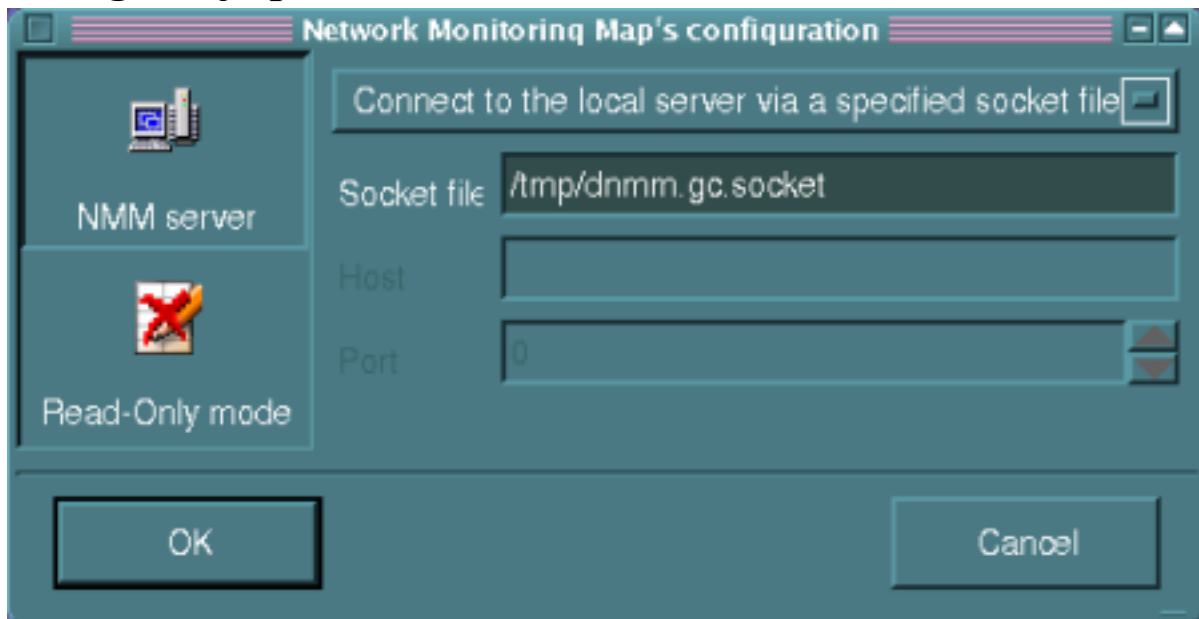 Network Monitoring Map's configuration
Connect to the local server via a specified socket file
NMM server
Socket file
/tmp/dnmm.gc.socket
Host
Port
0
Read-Only mode
OK
Cancel